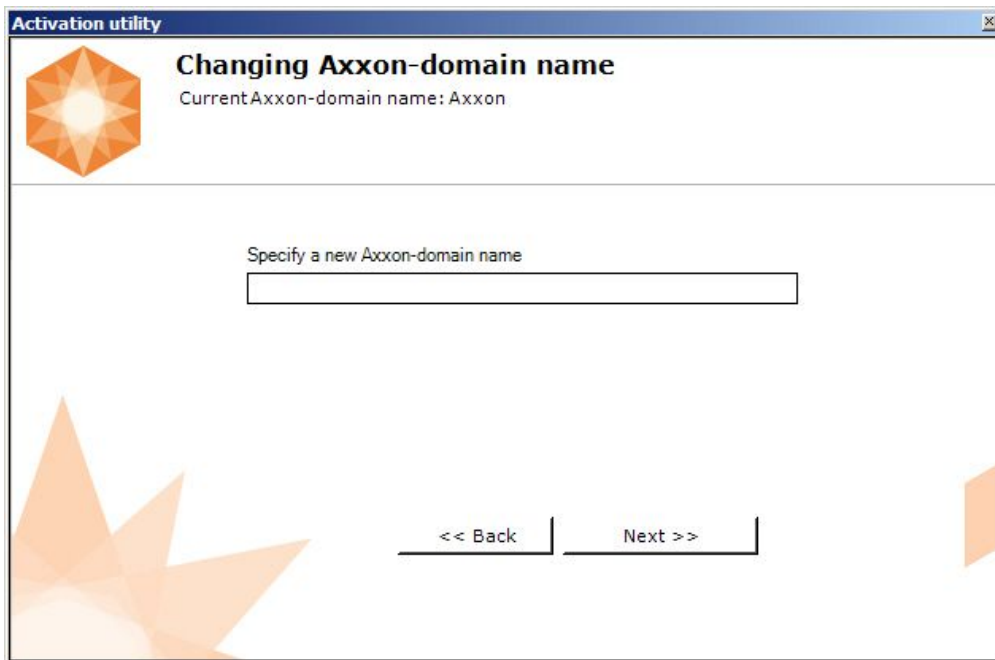 Activation utility
Changing Axxon-domain name
Current Axxon-domain name: Axxon
Specify a new Axxon-domain name
<< Back
Next >>